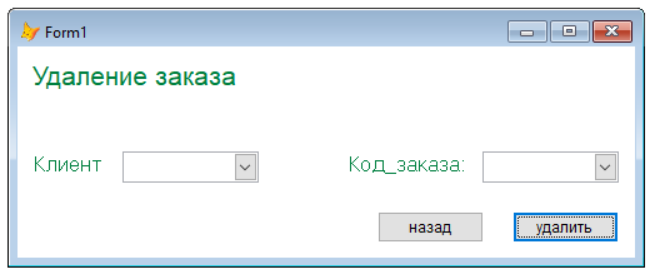 Form1
Удаление заказа
Клиент
Код_заказа:
назад
удалить